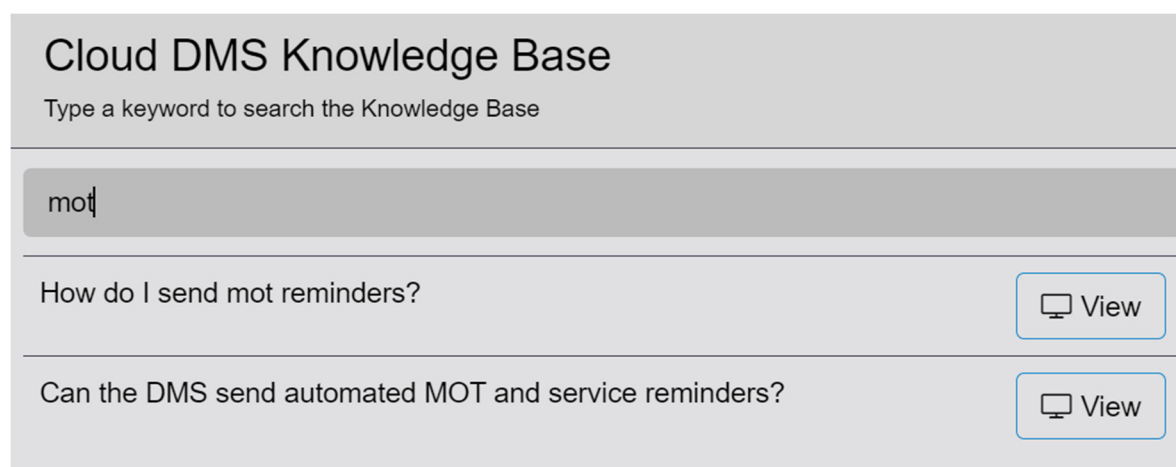 Cloud DMS Knowledge Base
Type a keyword to search the Knowledge Base
mot
How do I send mot reminders?
View
Can the DMS send automated MOT and service reminders?
View